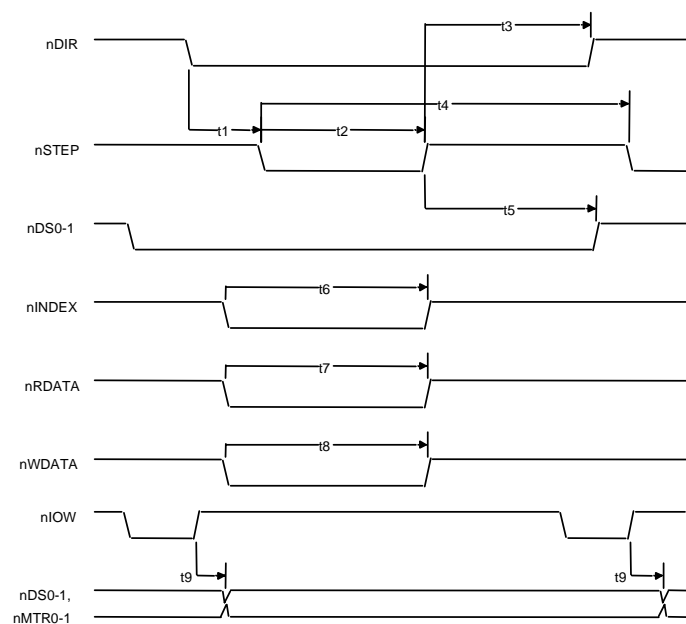 nDIR
t3
t4
t1
t2
nSTEP
t5
nDS0-1
t6
nINDEX
t7
nRDATA
t8
nWDATA
nIOW
t9
t9
nDS0-1,
nMTR0-1